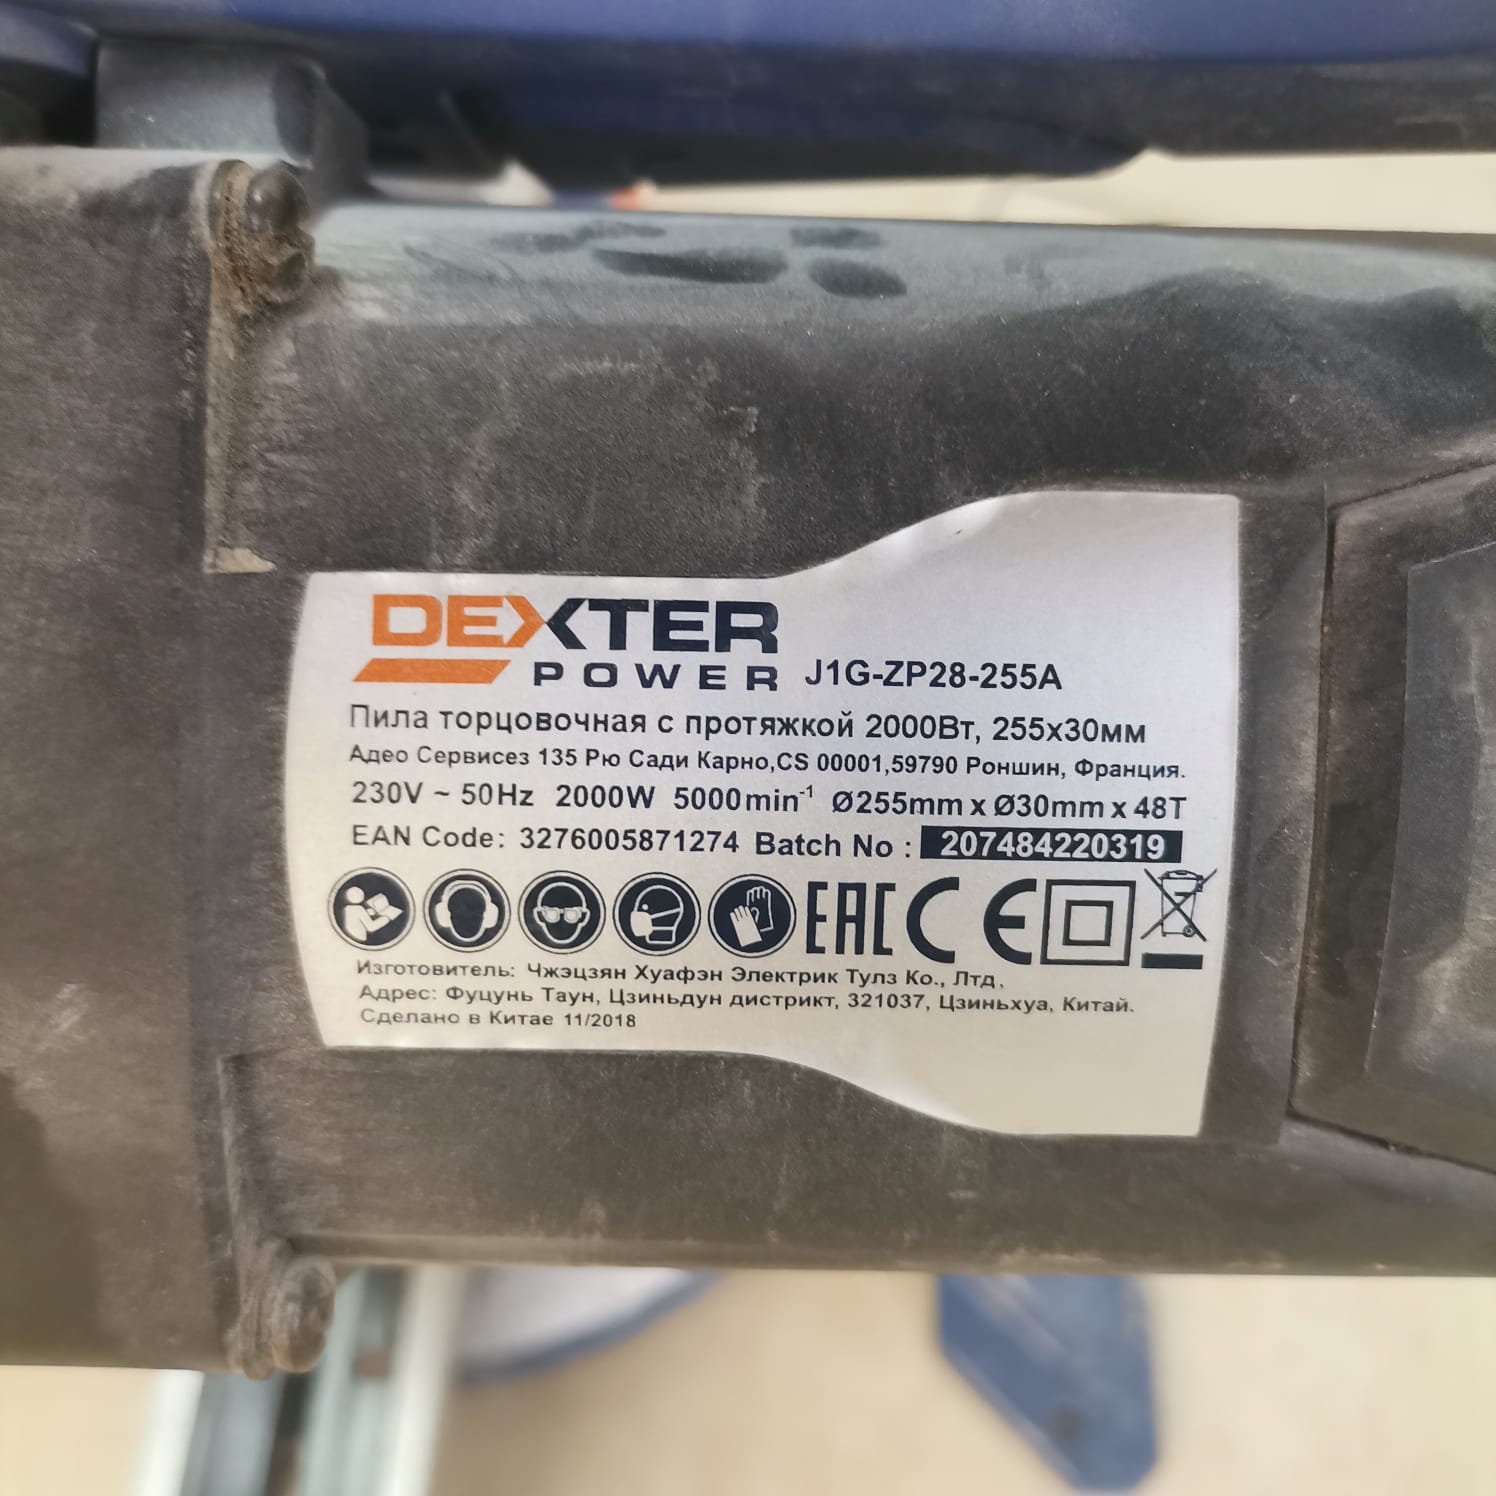 DEXTER
POWER J1G-ZP28-255A
Пила торцовочная с протяжкой 2000Вт, 255х30мм
Адео Сервисез 135 Рю Сади Карно,CS 00001,59790 Роншин, Франция.
230V ~ 50Hz 2000W 5000min⁻¹ Ø255mm x Ø30mm x 48T
EAN Code: 3276005871274 Batch No : 207484220319
EAC CE
Изготовитель: Чжэцзян Хуафэн Электрик Тулз Ко., Лтд,
Адрес: Фуцунь Таун, Цзиньдун дистрикт, 321037, Цзиньхуа, Китай.
Сделано в Китае 11/2018